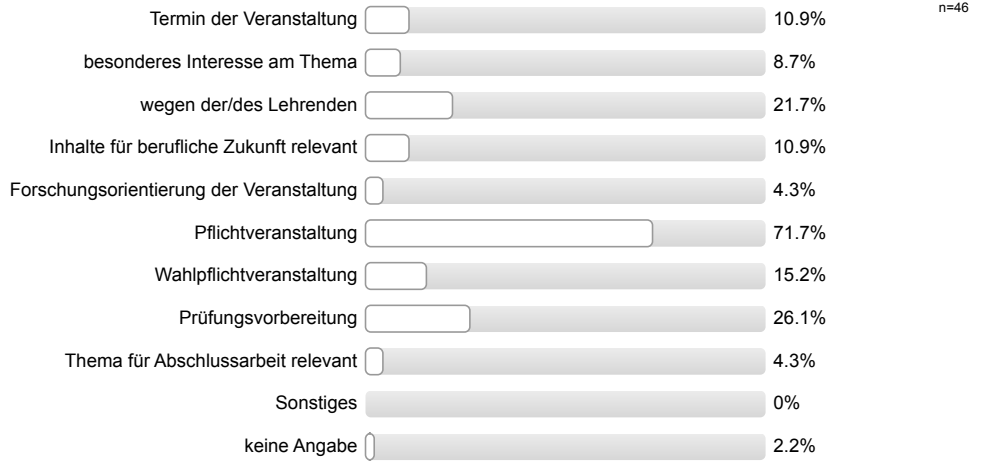 n=46
Termin der Veranstaltung 10.9%
besonderes Interesse am Thema 8.7%
wegen der/des Lehrenden 21.7%
Inhalte für berufliche Zukunft relevant 10.9%
Forschungsorientierung der Veranstaltung 4.3%
Pflichtveranstaltung 71.7%
Wahlpflichtveranstaltung 15.2%
Prüfungsvorbereitung 26.1%
Thema für Abschlussarbeit relevant 4.3%
Sonstiges 0%
keine Angabe 2.2%